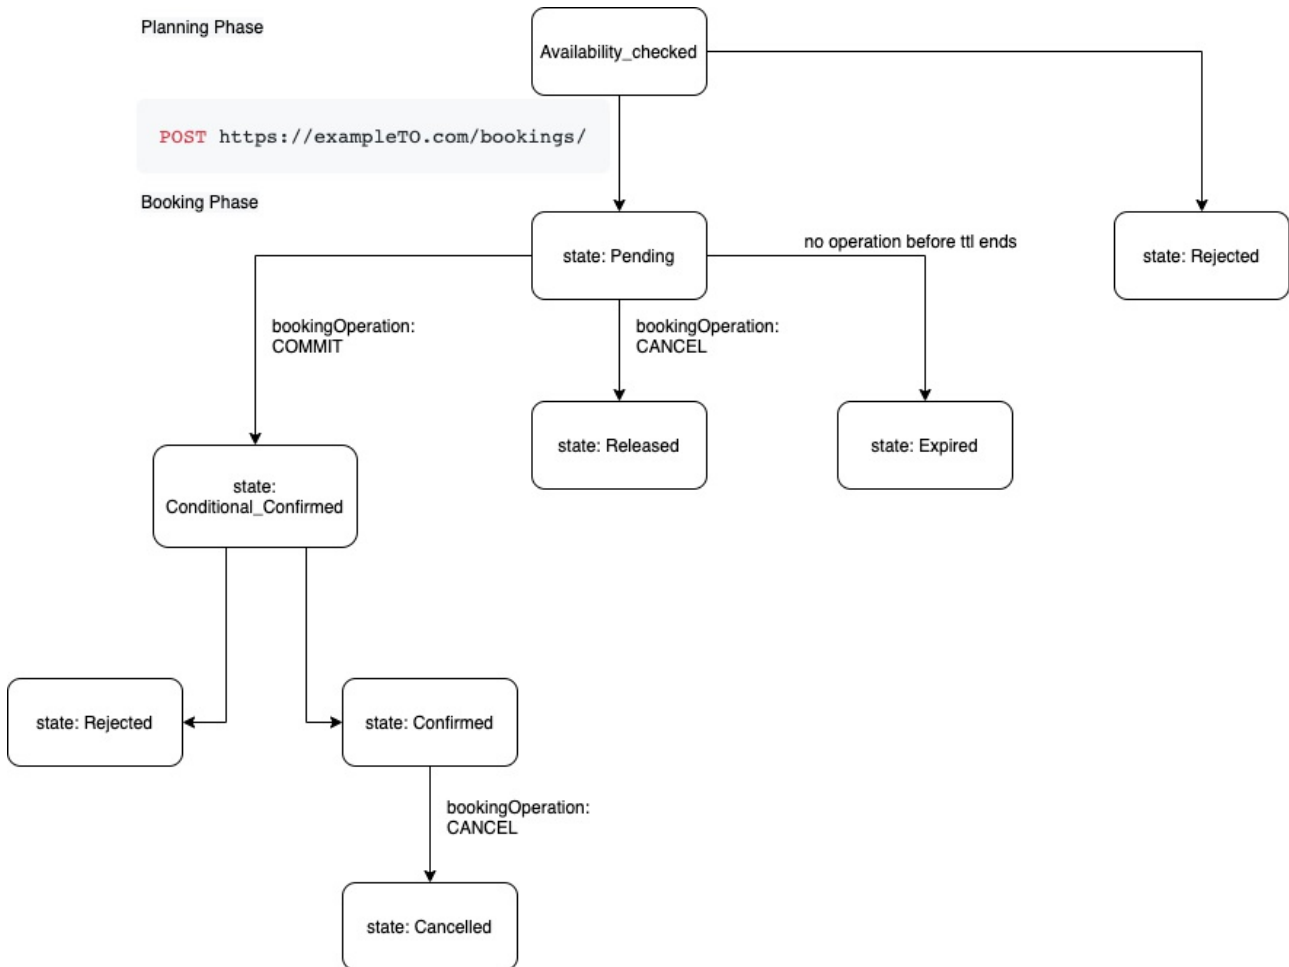 Planning Phase
Availability_checked
POST https://exampleTO.com/bookings/
Booking Phase
state: Pending
no operation before ttl ends
state: Rejected
bookingOperation:
COMMIT
bookingOperation:
CANCEL
state: Released
state: Expired
state:
Conditional_Confirmed
state: Rejected
state: Confirmed
bookingOperation:
CANCEL
state: Cancelled